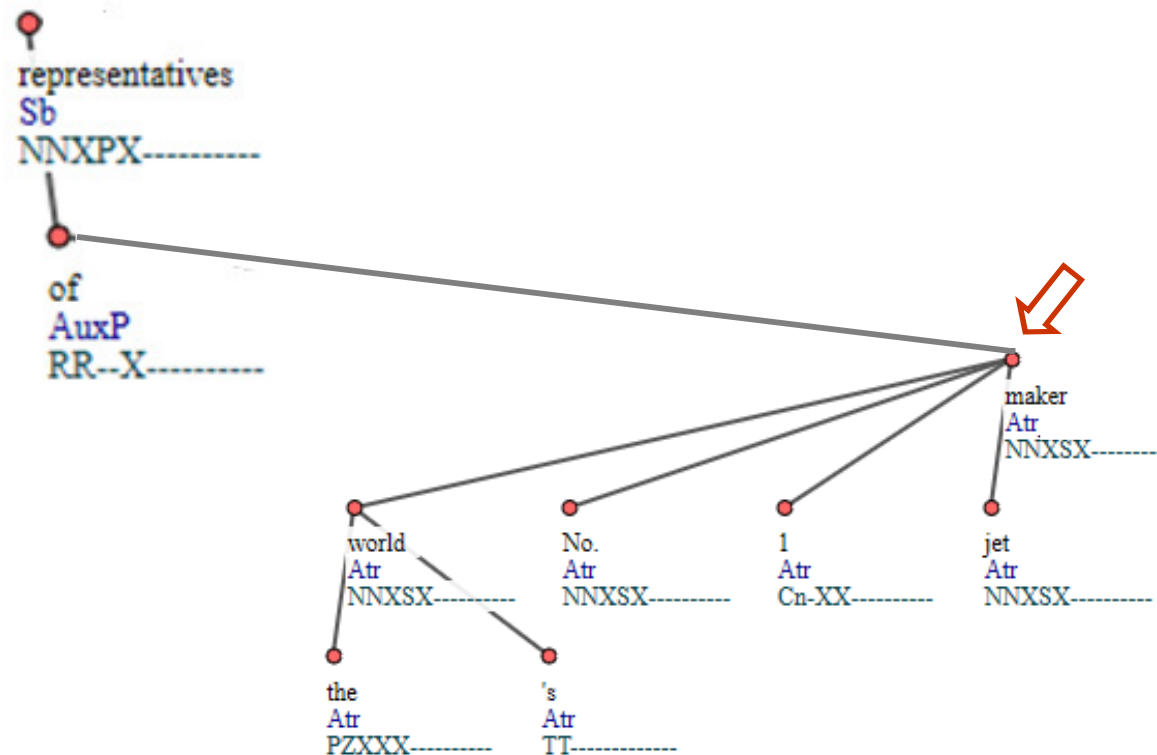 representatives
Sb
NNXPX----------
of
AuxP
RR--X----------
maker
Atr
NNXSX--------
world
Atr
NNXSX----------
No.
Atr
NNXSX----------
1
Atr
Cn-XX----------
jet
Atr
NNXSX----------
the
Atr
PZXXX----------
's
Atr
TT-------------